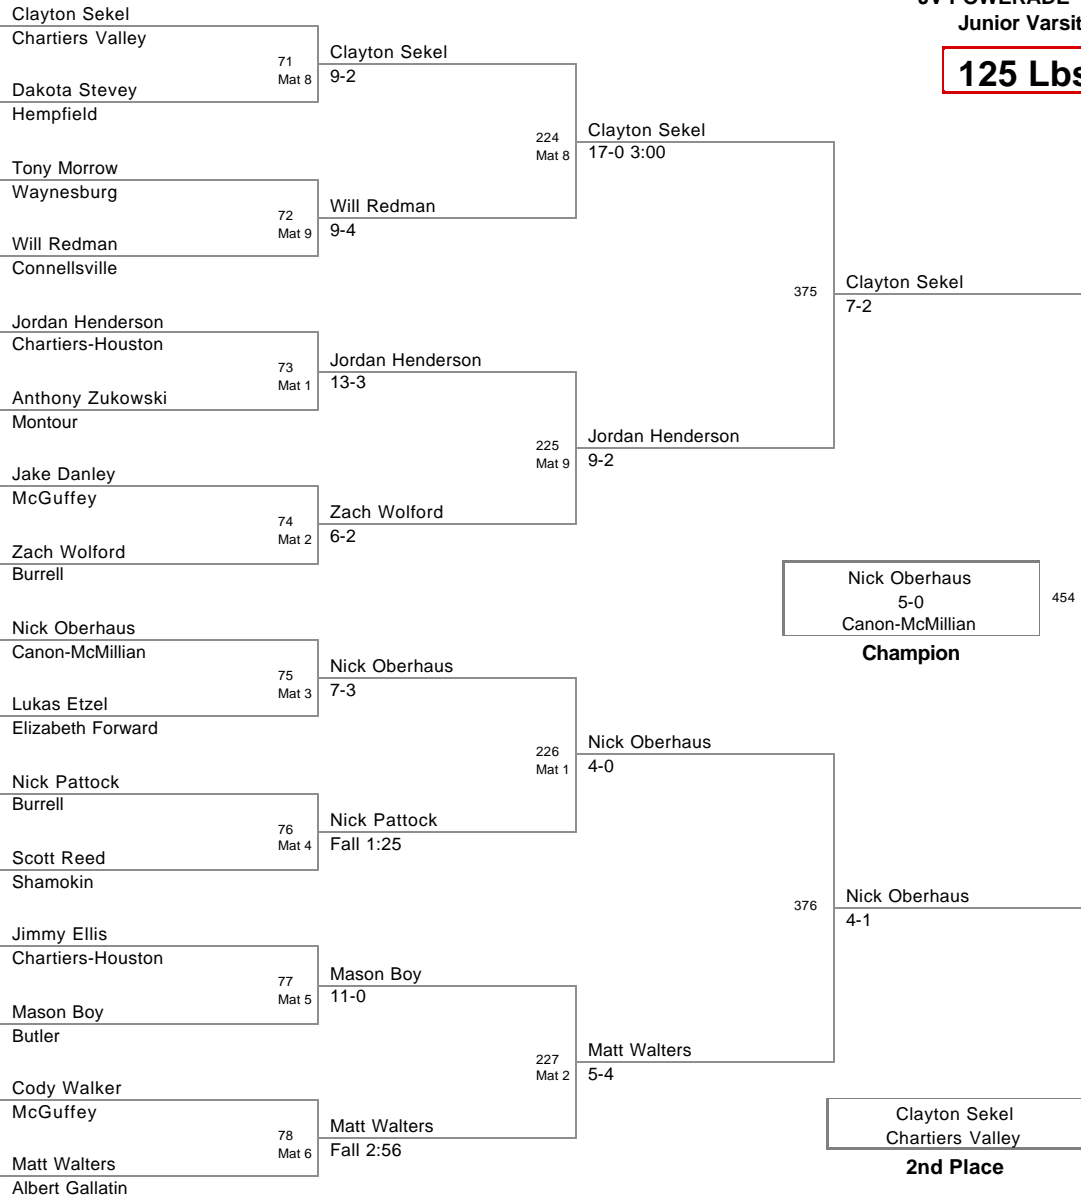 JV POWERADE
Junior Varsit
125 Lbs
Clayton Sekel
Chartiers Valley
71
Mat 8
Clayton Sekel
9-2
Dakota Stevey
Hempfield
224
Mat 8
Clayton Sekel
17-0 3:00
Tony Morrow
Waynesburg
72
Mat 9
Will Redman
9-4
Will Redman
Connellsville
375
Clayton Sekel
7-2
Jordan Henderson
Chartiers-Houston
73
Mat 1
Jordan Henderson
13-3
Anthony Zukowski
Montour
225
Mat 9
Jordan Henderson
9-2
Jake Danley
McGuffey
74
Mat 2
Zach Wolford
6-2
Zach Wolford
Burrell
Nick Oberhaus
5-0
Canon-McMillian
454
Champion
Nick Oberhaus
Canon-McMillian
75
Mat 3
Nick Oberhaus
7-3
Lukas Etzel
Elizabeth Forward
226
Mat 1
Nick Oberhaus
4-0
Nick Pattock
Burrell
76
Mat 4
Nick Pattock
Fall 1:25
Scott Reed
Shamokin
376
Nick Oberhaus
4-1
Jimmy Ellis
Chartiers-Houston
77
Mat 5
Mason Boy
11-0
Mason Boy
Butler
227
Mat 2
Matt Walters
5-4
Cody Walker
McGuffey
78
Mat 6
Matt Walters
Fall 2:56
Matt Walters
Albert Gallatin
Clayton Sekel
Chartiers Valley
2nd Place